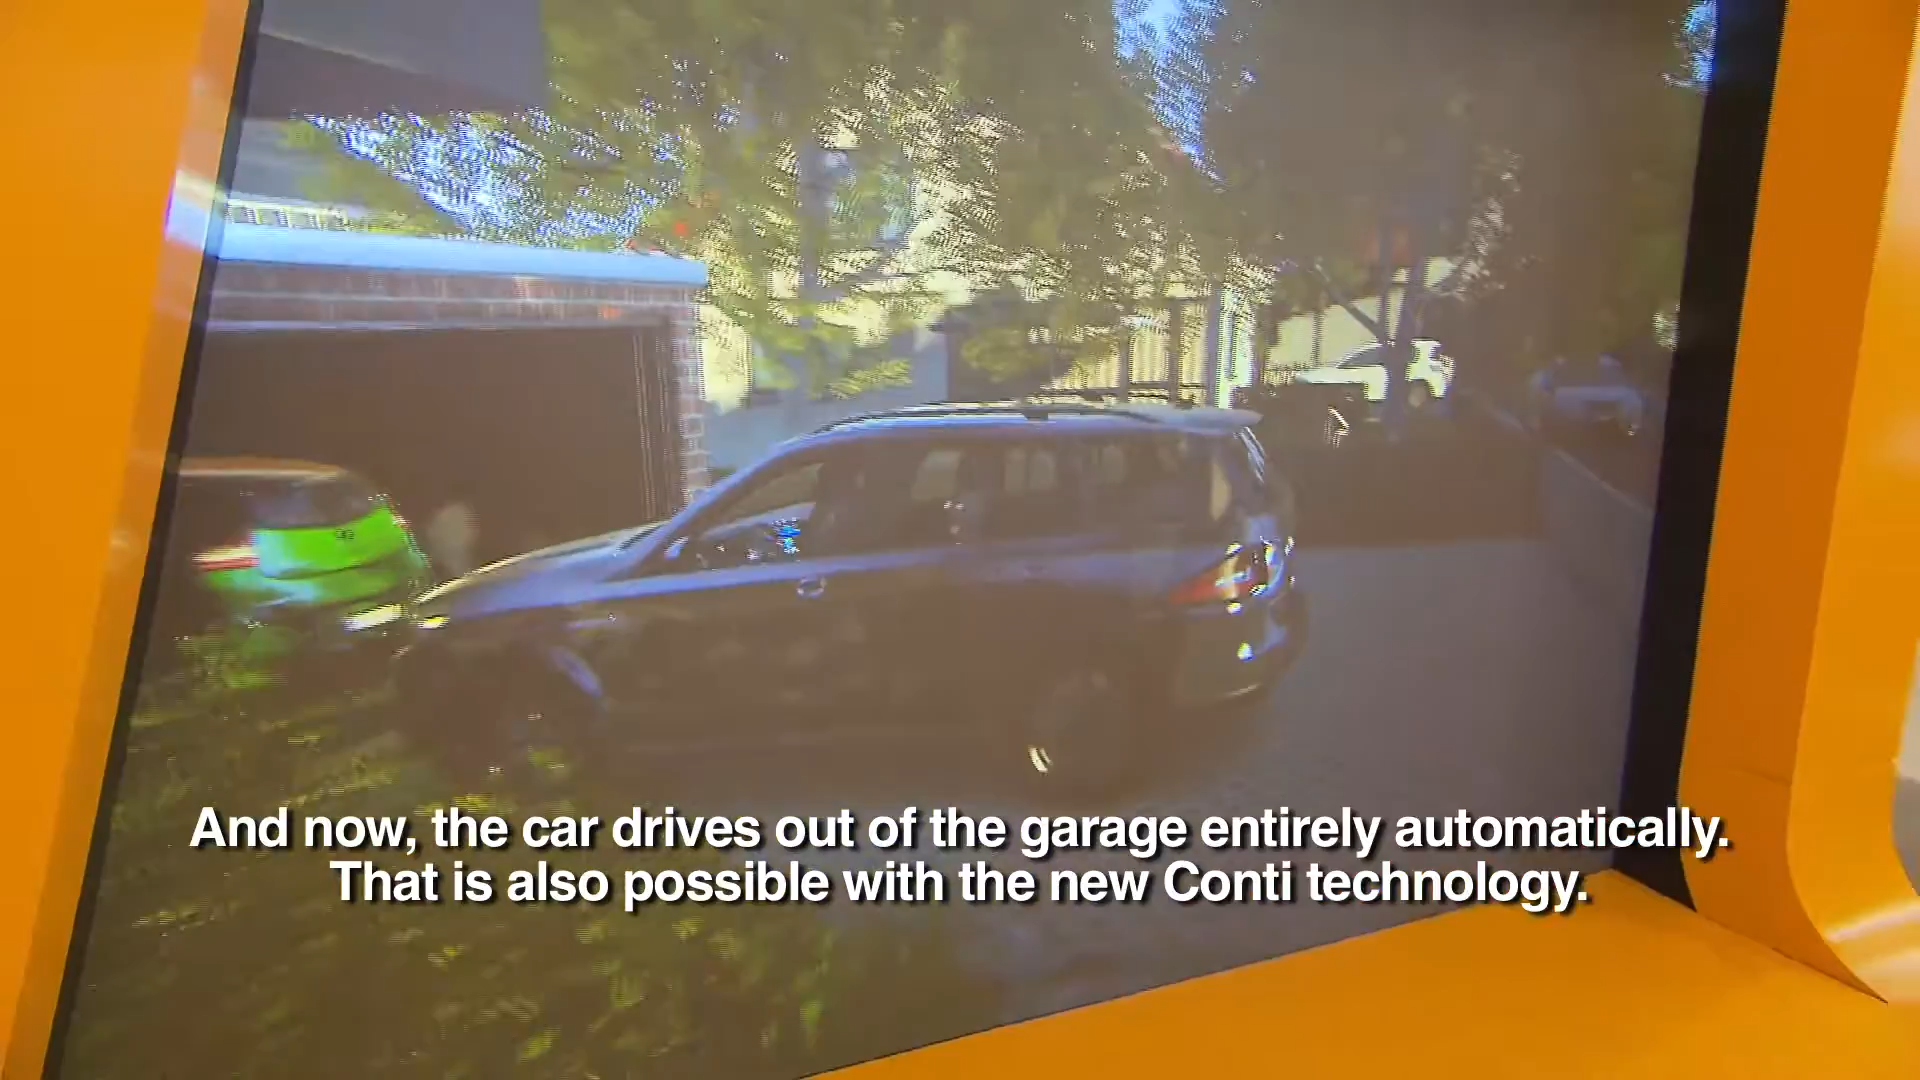 And now, the car drives out of the garage entirely automatically.
That is also possible with the new Conti technology.